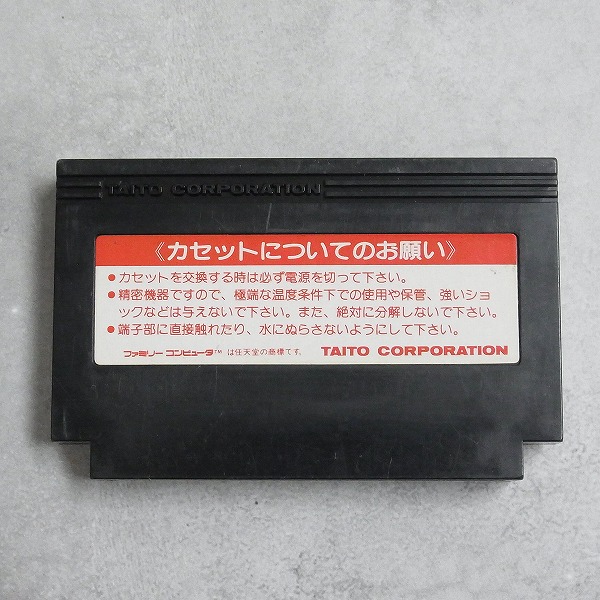 TAITO CORPORATION
《カセットについてのお願い》
●カセットを交換する時は必ず電源を切って下さい。
●精密機器ですので、極端な温度条件下での使用や保管、強いショ
ックなどは与えないで下さい。また、絶対に分解しないで下さい。
●端子部に直接触れたり、水にぬらさないようにして下さい。
ファミリーコンピュータ™ は任天堂の商標です。 TAITO CORPORATION